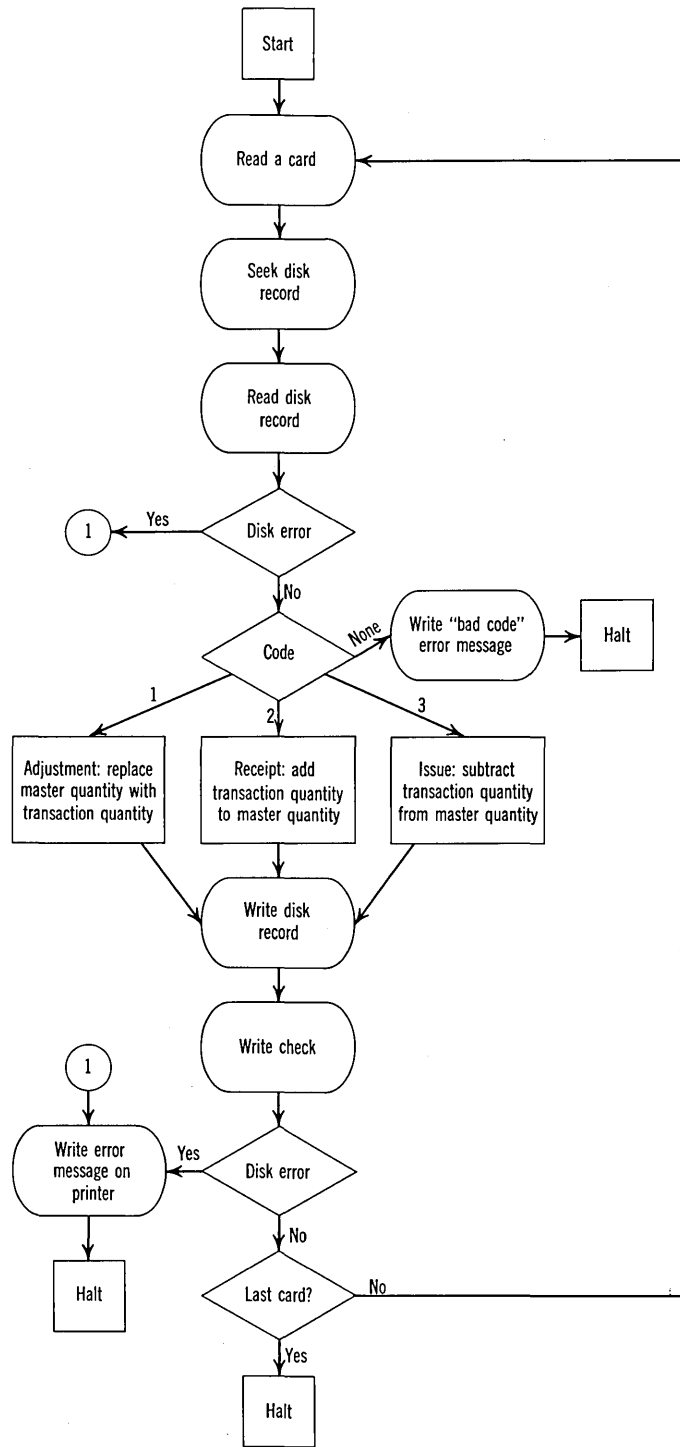 Start
Read a card
Seek disk
record
Read disk
record
1
Yes
Disk error
No
Code
None
Write “bad code”
error message
Halt
1
2
3
Adjustment: replace
master quantity with
transaction quantity
Receipt: add
transaction quantity
to master quantity
Issue: subtract
transaction quantity
from master quantity
Write disk
record
Write check
1
Write error
message on
printer
Yes
Disk error
No
Halt
Last card?
No
Yes
Halt